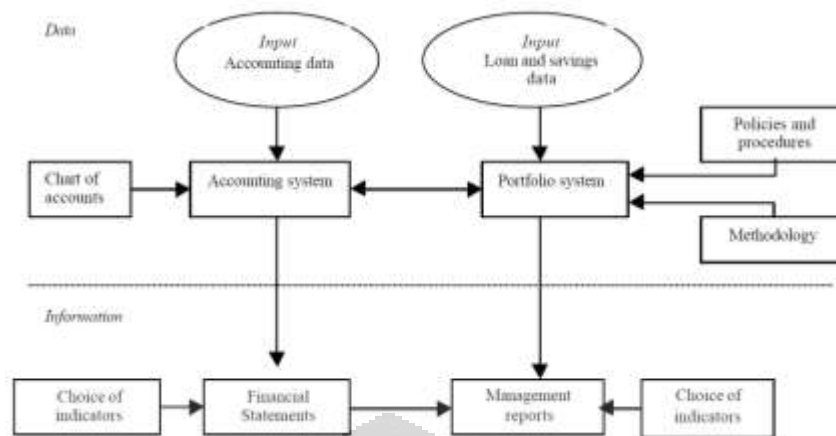 Data
Input
Accounting data
Input
Loan and savings
data
Policies and
procedures
Chart of
accounts
Accounting system
Portfolio system
Methodology
Information
Choice of
indicators
Financial
Statements
Management
reports
Choice of
indicators